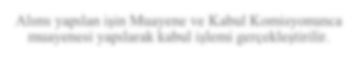 Alımı yapılan işin Muayene ve Kabul Komisyonunca
muayenesi yapılarak kabul işlemi gerçekleştirilir.